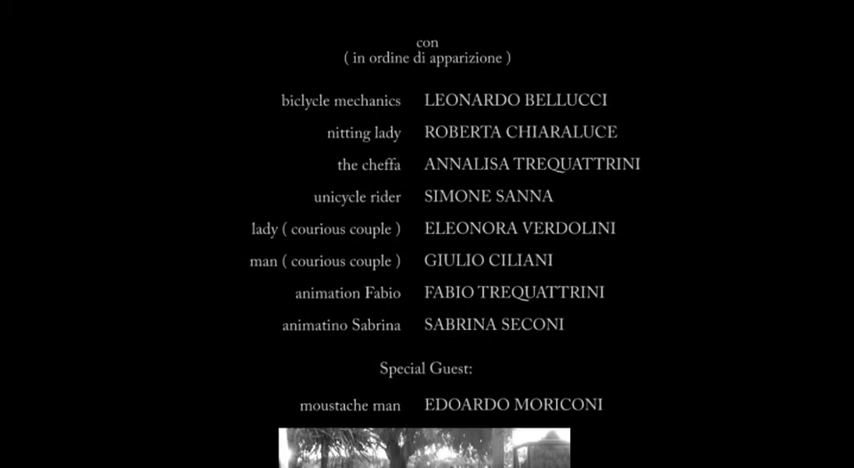 con
( in ordine di apparizione )
biclycle mechanics LEONARDO BELLUCCI
nitting lady ROBERTA CHIARALUCE
the cheffa ANNALISA TREQUATTRINI
unicycle rider SIMONE SANNA
lady ( courious couple ) ELEONORA VERDOLINI
man ( courious couple ) GIULIO CILIANI
animation Fabio FABIO TREQUATTRINI
animatino Sabrina SABRINA SECONI
Special Guest:
moustache man EDOARDO MORICONI